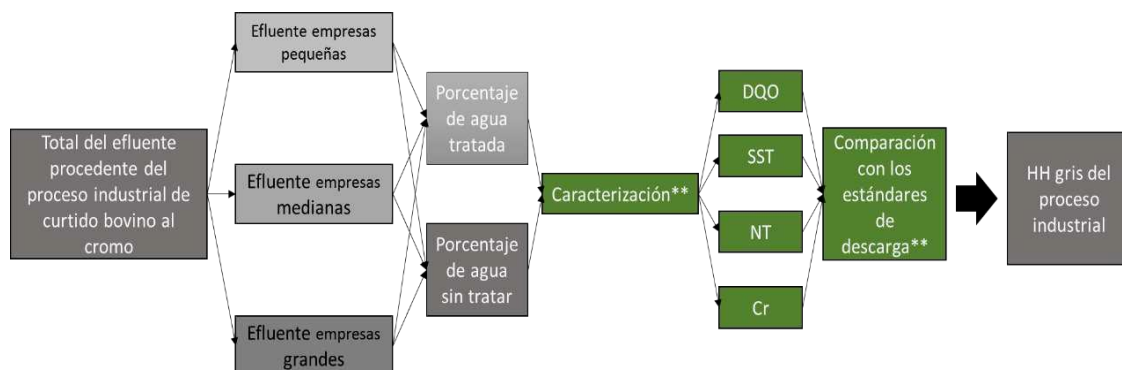 Total del efluente
procedente del
proceso industrial de
curtido bovino al
cromo
Efluente empresas
pequeñas
Efluente empresas
medianas
Efluente empresas
grandes
Porcentaje
de agua
tratada
Porcentaje
de agua
sin tratar
Caracterización**
DQO
SST
NT
Cr
Comparación
con los
estándares
de
descarga**
HH gris del
proceso
industrial